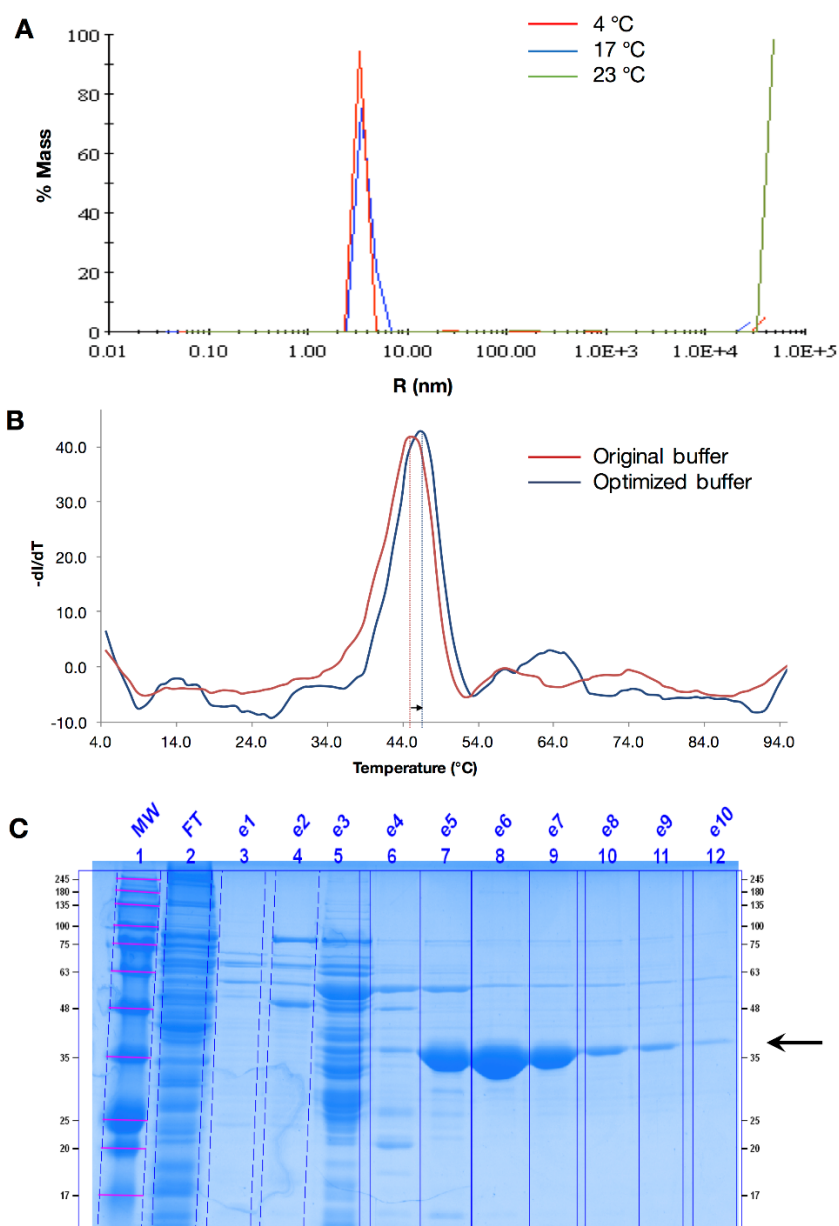 A
4 °C
17 °C
23 °C
100
80
60
40
20
0
% Mass
0.01 0.10 1.00 10.00 100.00 1.0E+3 1.0E+4 1.0E+5
R (nm)
B
Original buffer
Optimized buffer
40.0
30.0
20.0
10.0
0.0
-10.0
-dI/dT
4.0 14.0 24.0 34.0 44.0 54.0 64.0 74.0 84.0 94.0
Temperature (°C)
C
MW FT e1 e2 e3 e4 e5 e6 e7 e8 e9 e10
1 2 3 4 5 6 7 8 9 10 11 12
245 245
180 180
135 135
100 100
75 75
63 63
48 48
35 35
25 25
20 20
17 17